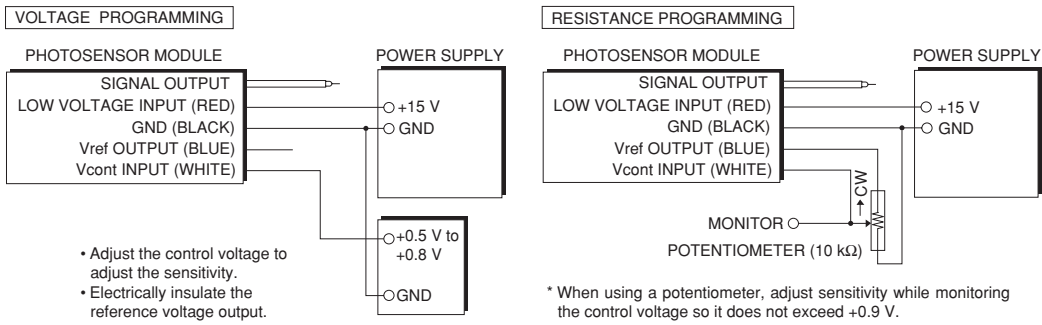 VOLTAGE PROGRAMMING
PHOTOSENSOR MODULE
POWER SUPPLY
SIGNAL OUTPUT
LOW VOLTAGE INPUT (RED)
GND (BLACK)
Vref OUTPUT (BLUE)
Vcont INPUT (WHITE)
+15 V
GND
+0.5 V to
+0.8 V
GND
• Adjust the control voltage to
adjust the sensitivity.
• Electrically insulate the
reference voltage output.
RESISTANCE PROGRAMMING
PHOTOSENSOR MODULE
POWER SUPPLY
SIGNAL OUTPUT
LOW VOLTAGE INPUT (RED)
GND (BLACK)
Vref OUTPUT (BLUE)
Vcont INPUT (WHITE)
+15 V
GND
CW
MONITOR
POTENTIOMETER (10 kΩ)
* When using a potentiometer, adjust sensitivity while monitoring
the control voltage so it does not exceed +0.9 V.